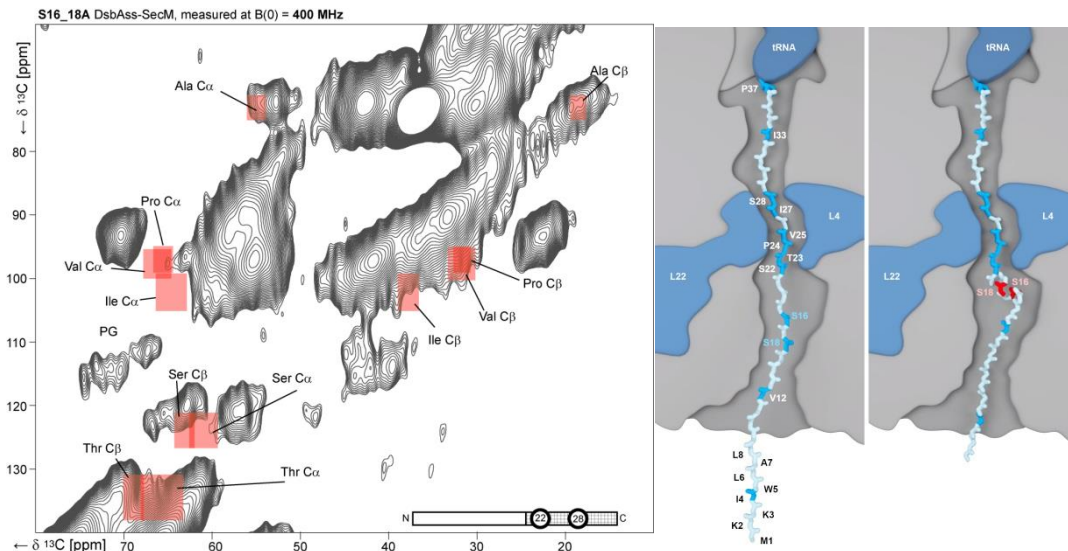 S16_18A DsbAss-SecM, measured at B(0) = 400 MHz
← δ ¹³C [ppm]
80
90
100
110
120
130
140
70
60
50
40
30
20
← δ ¹³C [ppm]
Ala Cα
Ala Cβ
Pro Cα
Val Cα
Ile Cα
Pro Cβ
Val Cβ
Ile Cβ
PG
Ser Cβ
Ser Cα
Thr Cβ
Thr Cα
N
22
28
C
tRNA
P37
I33
S28
I27
L4
V25
P24
T23
L22
S22
S16
S18
V12
L8
A7
L6
W5
I4
K3
K2
M1
tRNA
L4
L22
S18
S16